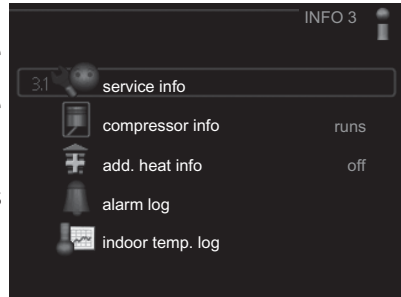 INFO 3
3.1 service info
compressor info runs
add. heat info off
alarm log
indoor temp. log